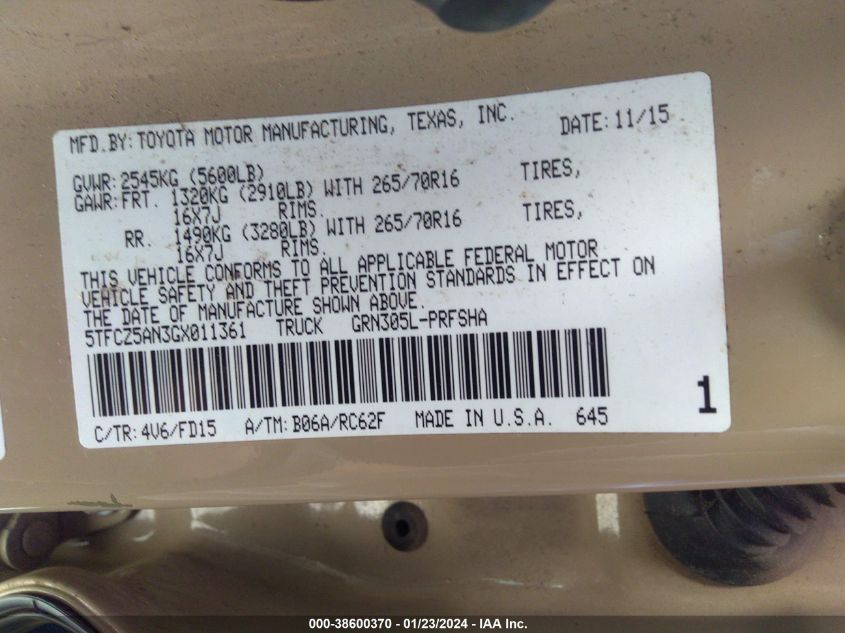 MFD.BY: TOYOTA MOTOR MANUFACTURING, TEXAS, INC. DATE: 11/15
GVWR: 2545KG (5600LB)
GAWR: FRT. 1320KG (2910LB) WITH 265/70R16 TIRES,
16X7J RIMS.
RR. 1490KG (3280LB) WITH 265/70R16 TIRES,
16X7J RIMS.
THIS VEHICLE CONFORMS TO ALL APPLICABLE FEDERAL MOTOR
VEHICLE SAFETY AND THEFT PREVENTION STANDARDS IN EFFECT ON
THE DATE OF MANUFACTURE SHOWN ABOVE.
5TFCZ5AN3GX011361 TRUCK GRN305L-PRFSHA
C/TR: 4V6/FD15 A/TM: B06A/RC62F MADE IN U.S.A. 645
1
000-38600370 - 01/23/2024 - IAA Inc.